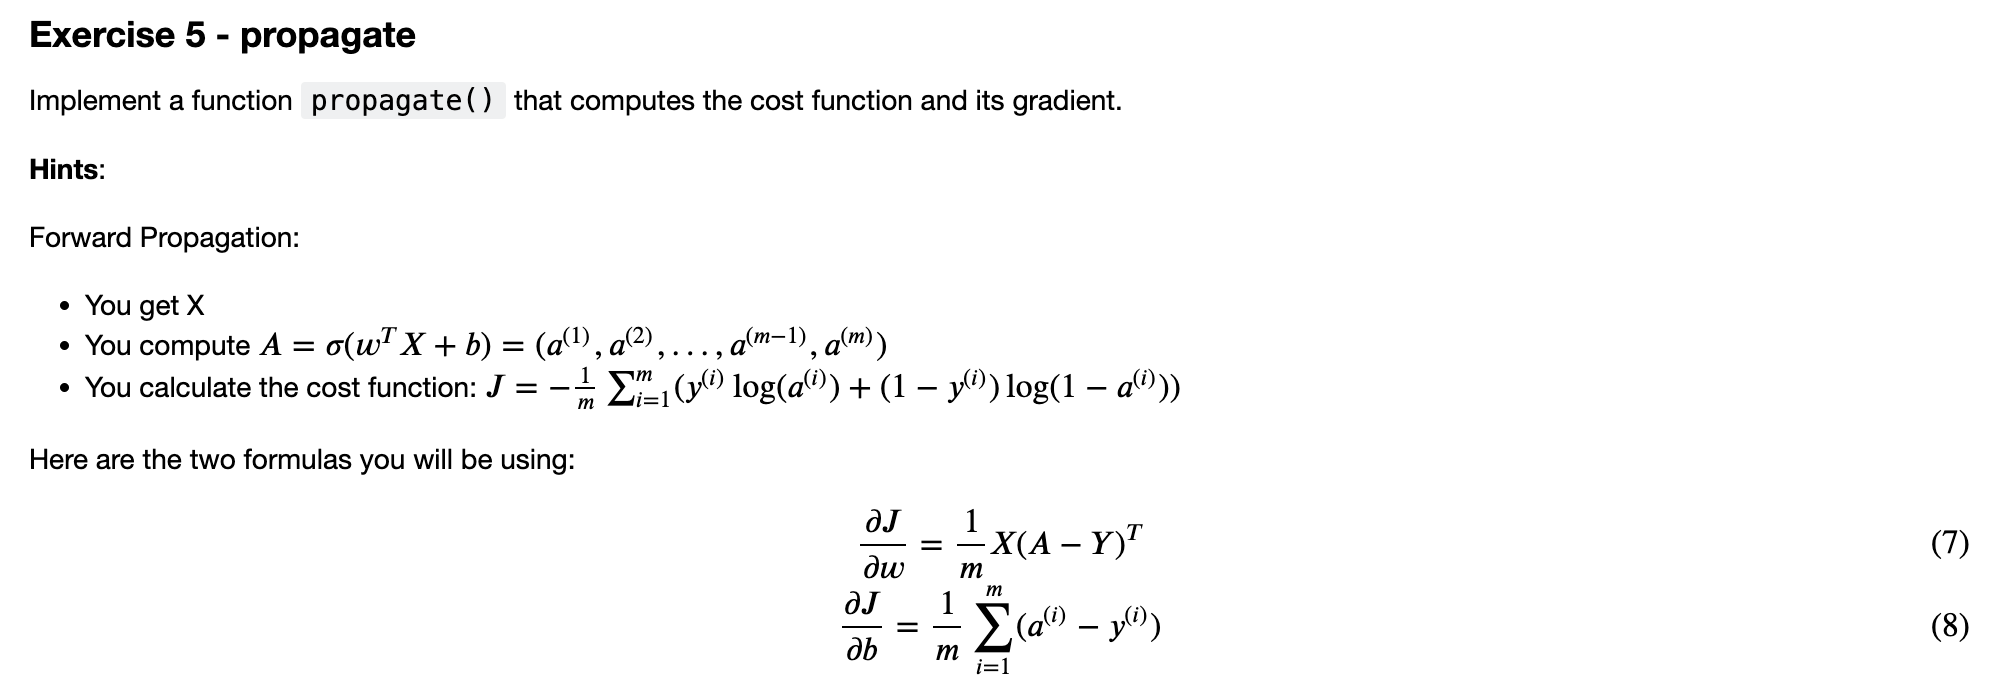 Exercise 5 - propagate
Implement a function propagate() that computes the cost function and its gradient.
Hints:
Forward Propagation:
• You get X
• You compute $A = \sigma(w^T X + b) = (a^{(1)}, a^{(2)}, \ldots, a^{(m-1)}, a^{(m)})$
• You calculate the cost function: $J = -\frac{1}{m} \sum_{i=1}^{m} (y^{(i)} \log(a^{(i)}) + (1 - y^{(i)}) \log(1 - a^{(i)}))$
Here are the two formulas you will be using:
$\frac{\partial J}{\partial w} = \frac{1}{m} X(A - Y)^T$ (7)
$\frac{\partial J}{\partial b} = \frac{1}{m} \sum_{i=1}^{m} (a^{(i)} - y^{(i)})$ (8)